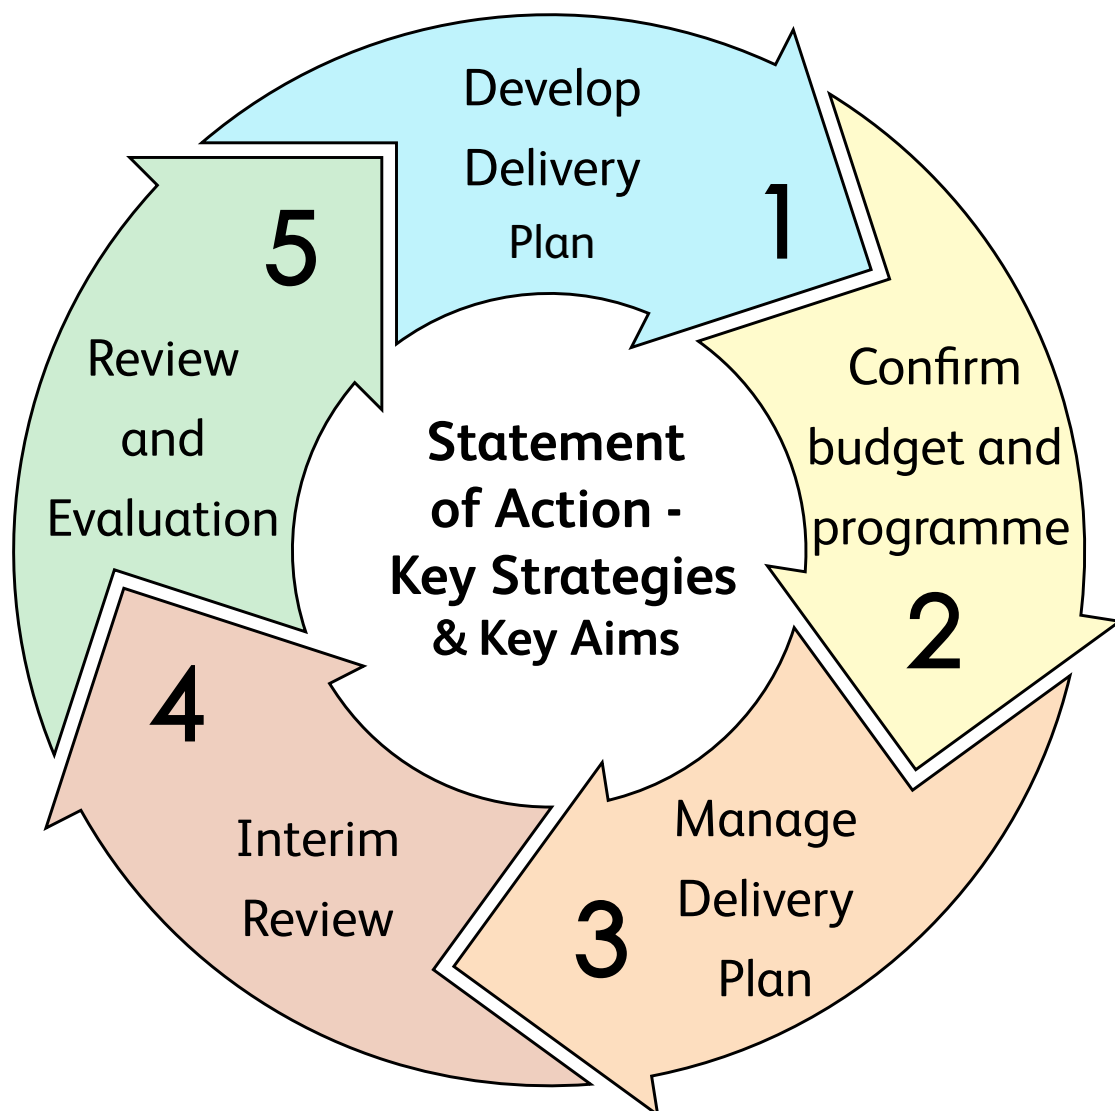 Develop
Delivery
Plan
1
Confirm
budget and
programme
2
Manage
Delivery
Plan
3
Interim
Review
4
5
Review
and
Evaluation
Statement
of Action -
Key Strategies
& Key Aims